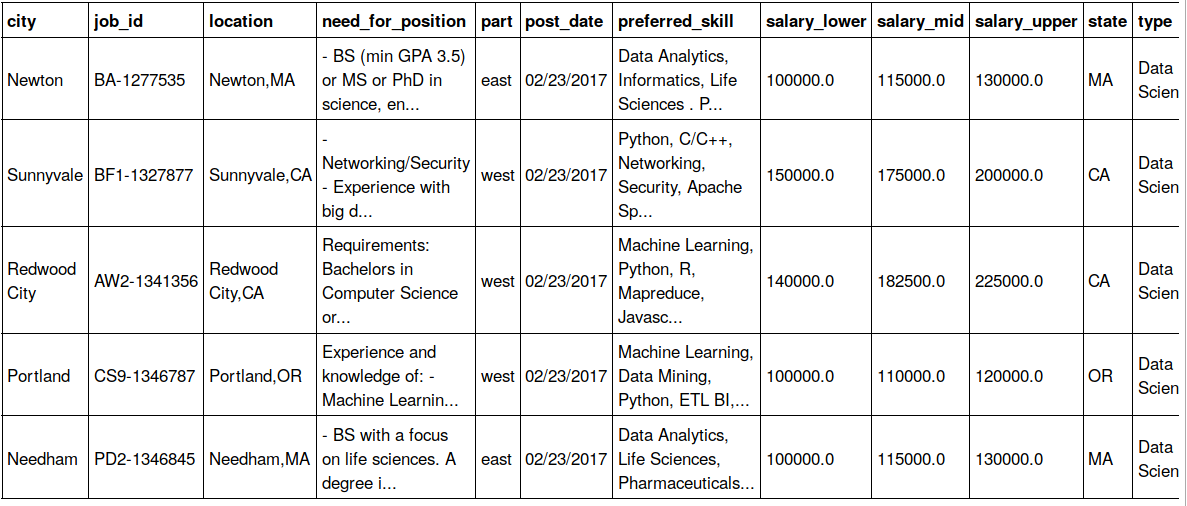 city job_id location need_for_position part post_date preferred_skill salary_lower salary_mid salary_upper state type
- BS (min GPA 3.5) Data Analytics,
Newton BA-1277535 Newton,MA or MS or PhD in east 02/23/2017 Informatics, Life 100000.0 115000.0 130000.0 MA Data
science, en... Sciences . P... Scien
- Python, C/C++,
Networking/Security Networking,
Sunnyvale BF1-1327877 Sunnyvale,CA - Experience with west 02/23/2017 Security, Apache 150000.0 175000.0 200000.0 CA Data
big d... Sp... Scien
Requirements: Machine Learning,
Redwood Redwood Bachelors in Python, R, Data
City AW2-1341356 City,CA Computer Science west 02/23/2017 Mapreduce, 140000.0 182500.0 225000.0 CA Scien
or... Javasc...
Experience and Machine Learning,
Portland CS9-1346787 Portland,OR knowledge of: - west 02/23/2017 Data Mining, 100000.0 110000.0 120000.0 OR Data
Machine Learnin... Python, ETL BI,... Scien
- BS with a focus Data Analytics,
Needham PD2-1346845 Needham,MA on life sciences. A east 02/23/2017 Life Sciences, 100000.0 115000.0 130000.0 MA Data
degree i... Pharmaceuticals... Scien